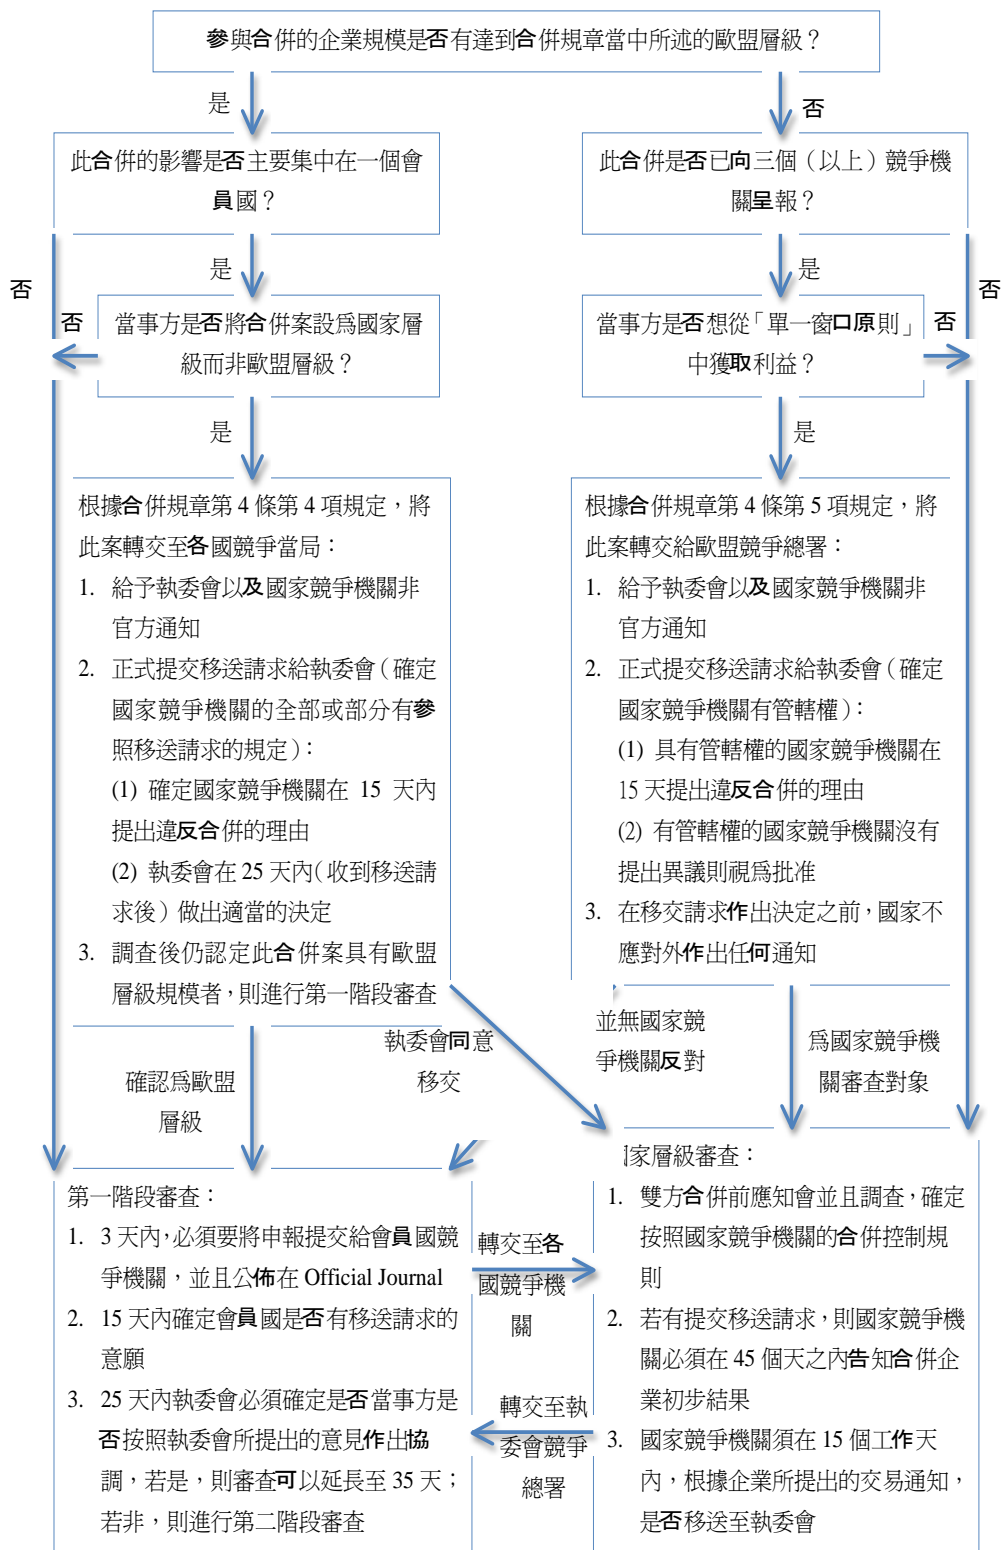 參與合併的企業規模是否有達到合併規章當中所述的歐盟層級？
是
否
此合併的影響是否主要集中在一個會
員國？
此合併是否已向三個（以上）競爭機
關呈報？
否
是
是
否
否
當事方是否將合併案設為國家層
級而非歐盟層級？
當事方是否想從「單一窗口原則」
中獲取利益？
否
是
是
根據合併規章第 4 條第 4 項規定，將
此案轉交至各國競爭當局：
1. 給予執委會以及國家競爭機關非
官方通知
2. 正式提交移送請求給執委會（確定
國家競爭機關的全部或部分有參
照移送請求的規定）：
(1) 確定國家競爭機關在 15 天內
提出違反合併的理由
(2) 執委會在 25 天內（收到移送請
求後）做出適當的決定
3. 調查後仍認定此合併案具有歐盟
層級規模者，則進行第一階段審查
根據合併規章第 4 條第 5 項規定，將
此案轉交給歐盟競爭總署：
1. 給予執委會以及國家競爭機關非
官方通知
2. 正式提交移送請求給執委會（確定
國家競爭機關有管轄權）：
(1) 具有管轄權的國家競爭機關在
15 天提出違反合併的理由
(2) 有管轄權的國家競爭機關沒有
提出異議則視為批准
3. 在移交請求作出決定之前，國家不
應對外作出任何通知
確認為歐盟
層級
執委會同意
移交
並無國家競
爭機關反對
為國家競爭機
關審查對象
第一階段審查：
1. 3 天內，必須要將申報提交給會員國競
爭機關，並且公佈在 Official Journal
2. 15 天內確定會員國是否有移送請求的
意願
3. 25 天內執委會必須確定是否當事方是
否按照執委會所提出的意見作出協
調，若是，則審查可以延長至 35 天；
若非，則進行第二階段審查
轉交至各
國競爭機
關
轉交至執
委會競爭
總署
國家層級審查：
1. 雙方合併前應知會並且調查，確定
按照國家競爭機關的合併控制規
則
2. 若有提交移送請求，則國家競爭機
關必須在 45 個天之內告知合併企
業初步結果
3. 國家競爭機關須在 15 個工作天
內，根據企業所提出的交易通知，
是否移送至執委會